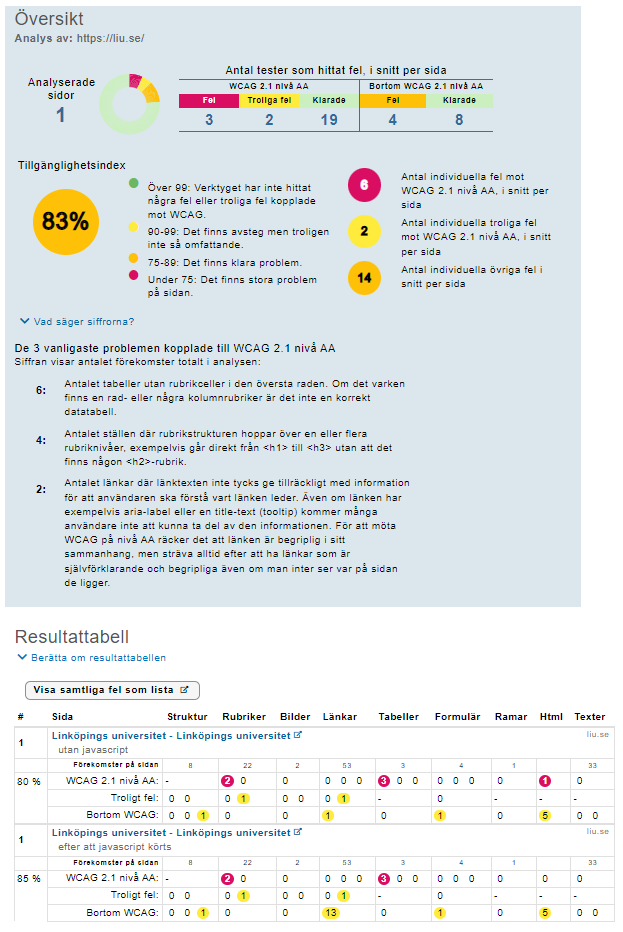 Översikt
Analys av: https://liu.se/
Analyserade
sidor
1
Antal tester som hittat fel, i snitt per sida
WCAG 2.1 nivå AA
Bortom WCAG 2.1 nivå AA
Fel
Troliga fel
Klarade
Fel
Klarade
3
2
19
4
8
Tillgänglighetsindex
83%
Över 99: Verktyget har inte hittat
några fel eller troliga fel kopplade
mot WCAG.
90-99: Det finns avsteg men troligen
inte så omfattande.
75-89: Det finns klara problem.
Under 75: Det finns stora problem
på sidan.
6
Antal individuella fel mot
WCAG 2.1 nivå AA, i snitt per
sida
2
Antal individuella troliga fel
mot WCAG 2.1 nivå AA, i snitt
per sida
14
Antal individuella övriga fel i
snitt per sida
Vad säger siffrorna?
De 3 vanligaste problemen kopplade till WCAG 2.1 nivå AA
Siffran visar antalet förekomster totalt i analysen:
6: Antalet tabeller utan rubrikceller i den översta raden. Om det varken
finns en rad- eller några kolumnrubriker är det inte en korrekt
datatabell.
4: Antalet ställen där rubrikstrukturen hoppar över en eller flera
rubriknivåer, exempelvis går direkt från <h1> till <h3> utan att det
finns någon <h2>-rubrik.
2: Antalet länkar där länktexten inte tycks ge tillräckligt med information
för att användaren ska förstå vart länken leder. Även om länken har
exempelvis aria-label eller en title-text (tooltip) kommer många
användare inte att kunna ta del av den informationen. För att möta
WCAG på nivå AA räcker det att länken är begriplig i sitt
sammanhang, men sträva alltid efter att ha länkar som är
självförklarande och begripliga även om man inter ser var på sidan
de ligger.
Resultattabell
Berätta om resultattabellen
Visa samtliga fel som lista
# Sida Struktur Rubriker Bilder Länkar Tabeller Formulär Ramar Html Texter
1 Linköpings universitet - Linköpings universitet liu.se
utan javascript
Förekomster på sidan 8 22 2 53 3 4 1 33
80 % WCAG 2.1 nivå AA: - 2 0 0 0 0 0 3 0 0 0 0 0 0 1 0
Troligt fel: 0 0 0 1 0 0 0 1 - 0 - - -
Bortom WCAG: 0 0 1 0 0 1 0 1 0 5 0 0
1 Linköpings universitet - Linköpings universitet liu.se
efter att javascript körts
Förekomster på sidan 8 22 2 53 3 4 1 33
85 % WCAG 2.1 nivå AA: - 2 0 0 0 0 0 3 0 0 0 0 0 0 0 0
Troligt fel: 0 0 0 1 0 0 0 1 - 0 - - -
Bortom WCAG: 0 0 1 0 0 13 0 1 0 5 0 0